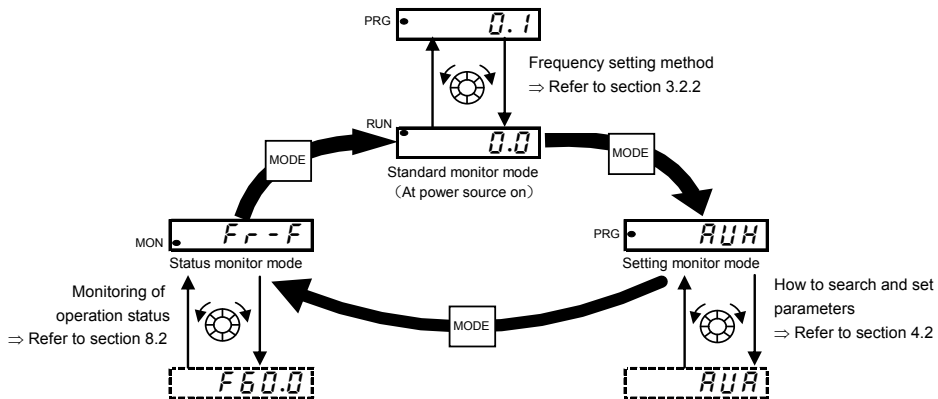 PRG 0.1
Frequency setting method
⇒ Refer to section 3.2.2
RUN 0.0
MODE
MODE
Standard monitor mode
(At power source on)
MON Fr-F
PRG AUH
Status monitor mode
Setting monitor mode
Monitoring of
operation status
⇒ Refer to section 8.2
How to search and set
parameters
⇒ Refer to section 4.2
MODE
F60.0
AUA